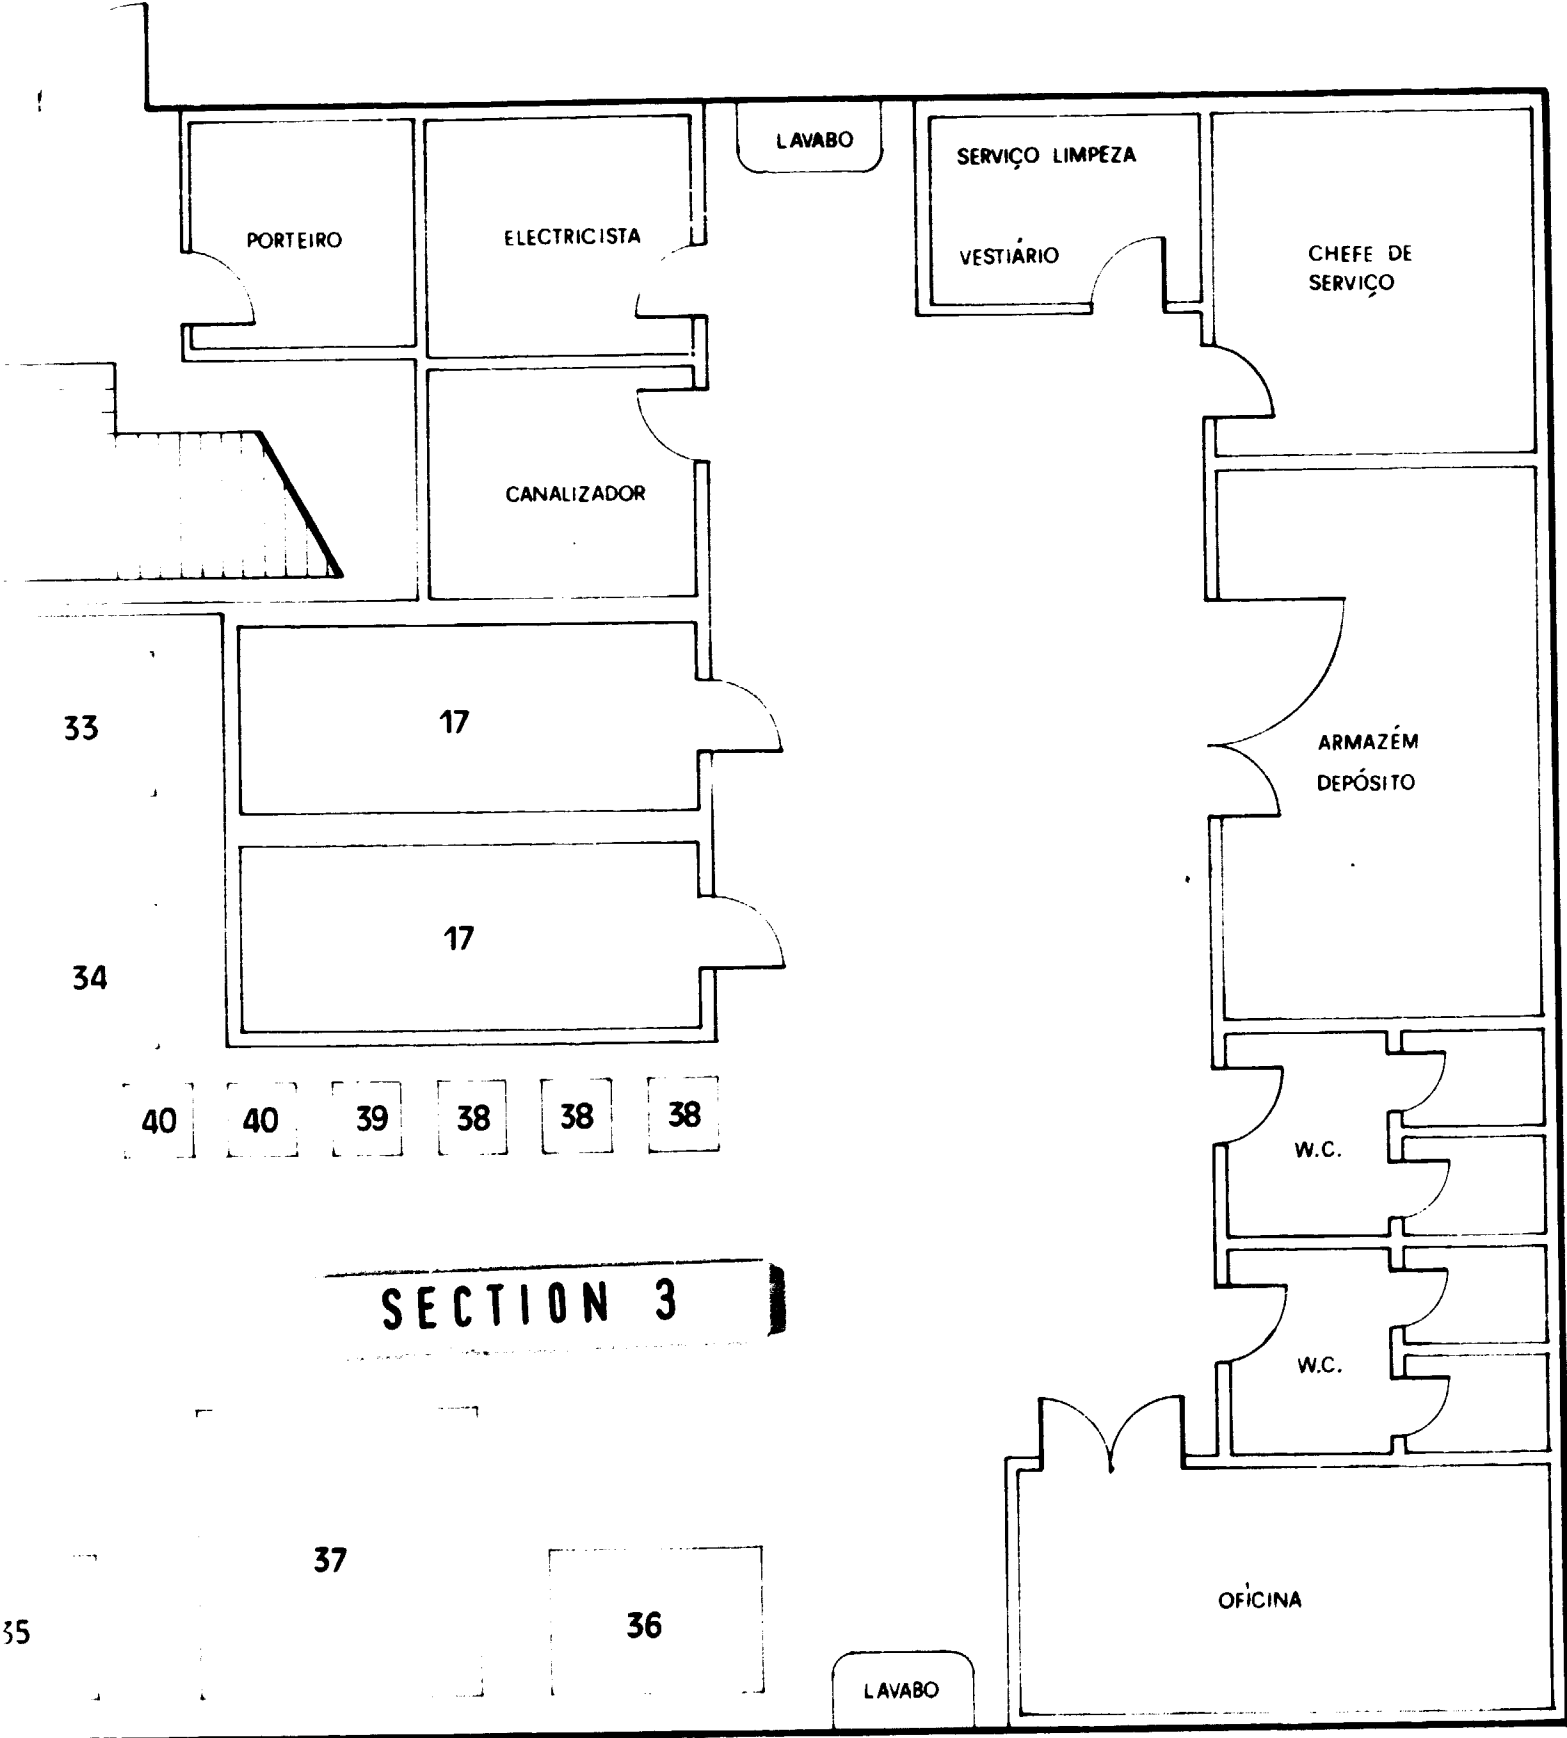 LAVABO
SERVIÇO LIMPEZA
VESTIÁRIO
PORTEIRO
ELECTRICISTA
CHEFE DE
SERVIÇO
CANALIZADOR
33
17
ARMAZÉM
DEPÓSITO
34
17
40 40 39 38 38 38
W.C.
SECTION 3
W.C.
37
36
35
OFICINA
LAVABO